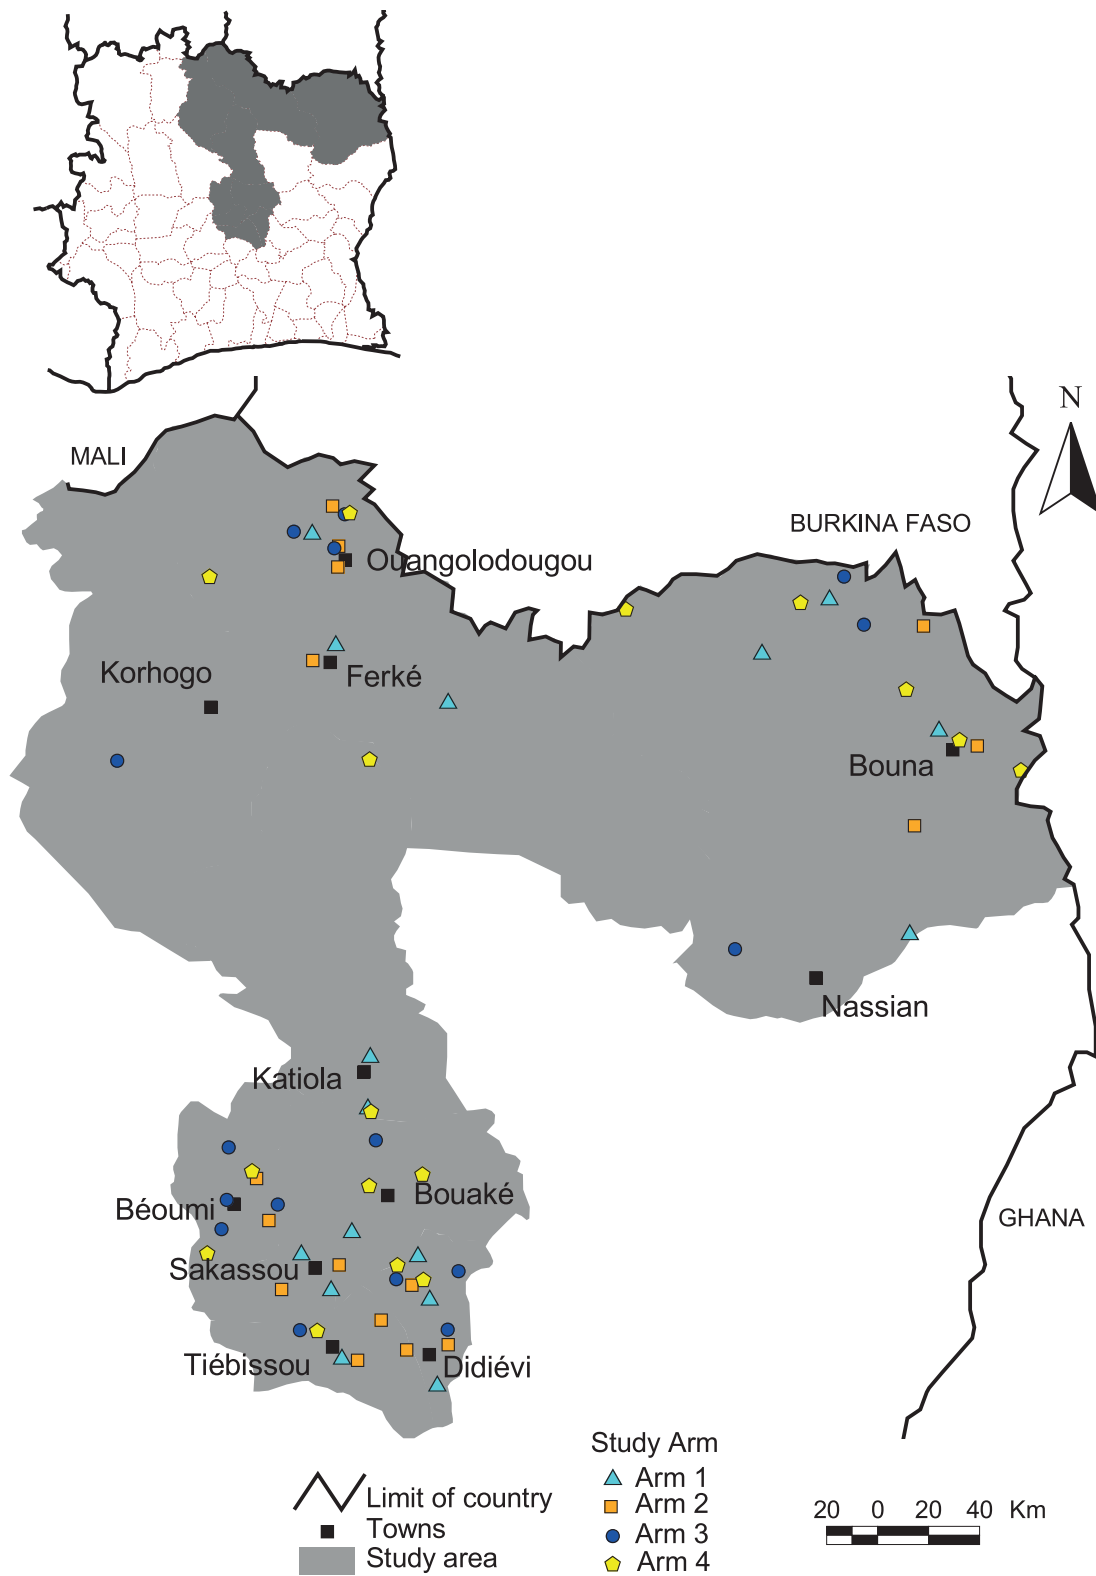 N
MALI
BURKINA FASO
Ouangolodougou
Korhogo
Ferké
Bouna
Nassian
Katiola
Bouaké
Béoumi
GHANA
Sakassou
Tiébissou
Didiévi
Study Arm
Arm 1
Arm 2
Arm 3
Arm 4
Limit of country
Towns
Study area
20 0 20 40 Km